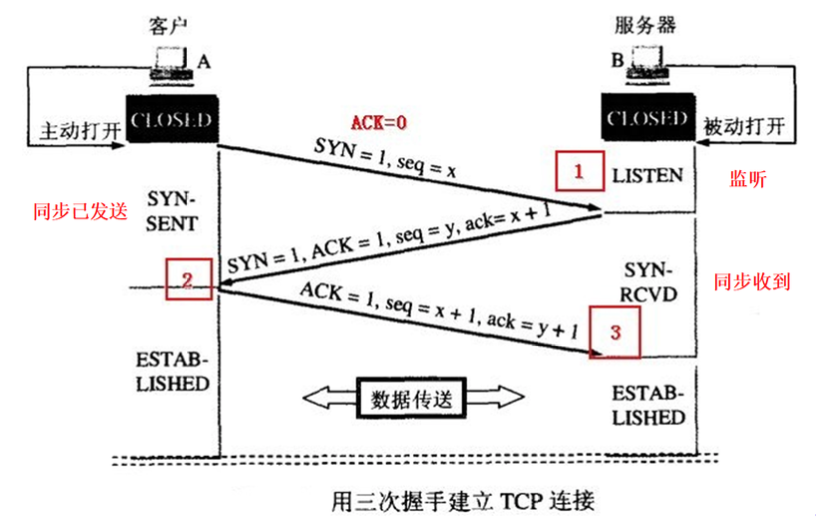 客户
服务器
A
B
CLOSED
CLOSED
主动打开
被动打开
ACK=0
SYN = 1, seq = x
1
LISTEN
监听
同步已发送
SYN-
SENT
SYN = 1, ACK = 1, seq = y, ack= x + 1
2
SYN-
RCVD
同步收到
ACK = 1, seq = x + 1, ack = y + 1
3
ESTAB-
LISHED
数据传送
ESTAB-
LISHED
用三次握手建立 TCP 连接